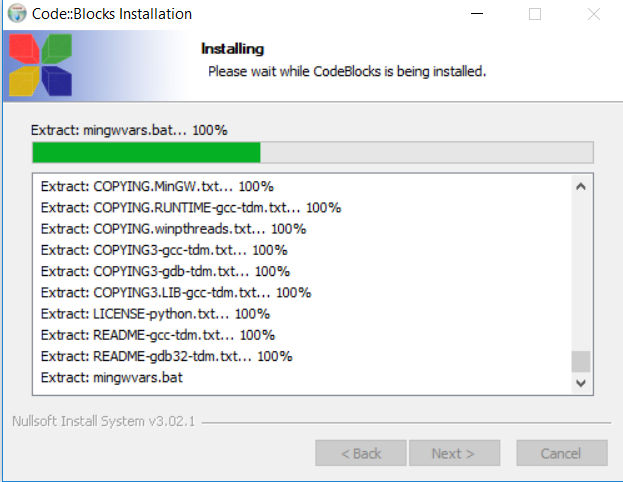 Code::Blocks Installation
Installing
Please wait while CodeBlocks is being installed.
Extract: mingwvars.bat... 100%
Extract: COPYING.MinGW.txt... 100%
Extract: COPYING.RUNTIME-gcc-tdm.txt... 100%
Extract: COPYING.winpthreads.txt... 100%
Extract: COPYING3-gcc-tdm.txt... 100%
Extract: COPYING3-gdb-tdm.txt... 100%
Extract: COPYING3.LIB-gcc-tdm.txt... 100%
Extract: LICENSE-python.txt... 100%
Extract: README-gcc-tdm.txt... 100%
Extract: README-gdb32-tdm.txt... 100%
Extract: mingwvars.bat
Nullsoft Install System v3.02.1
< Back Next > Cancel